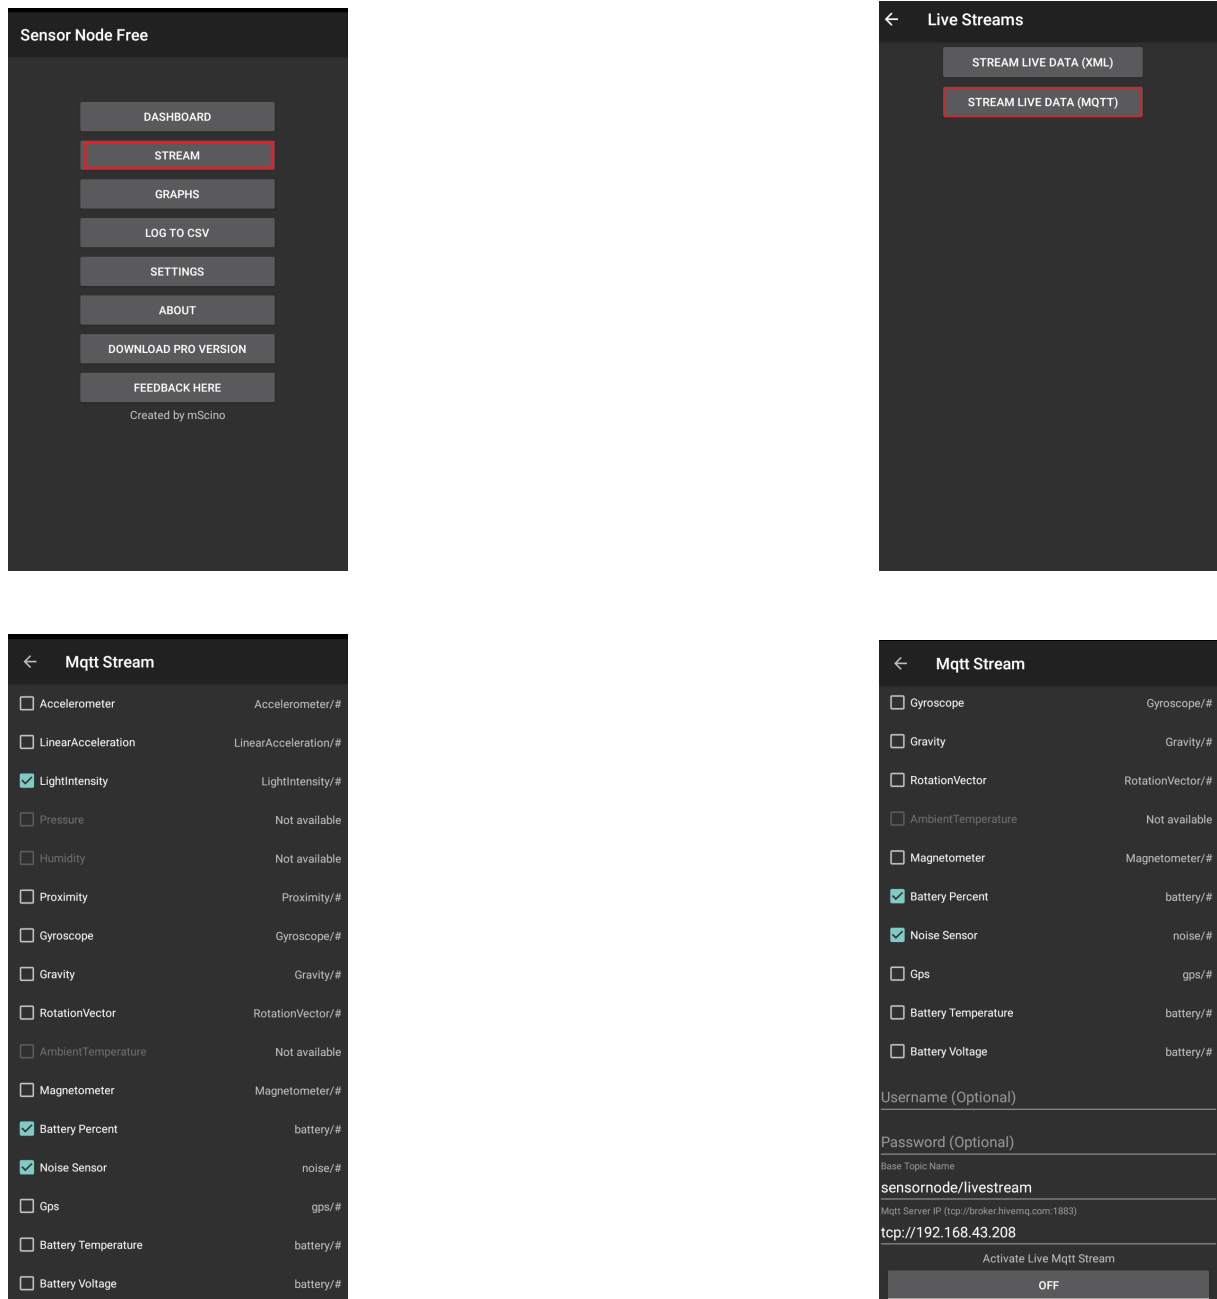 Sensor Node Free
DASHBOARD
STREAM
GRAPHS
LOG TO CSV
SETTINGS
ABOUT
DOWNLOAD PRO VERSION
FEEDBACK HERE
Created by mScino
Live Streams
STREAM LIVE DATA (XML)
STREAM LIVE DATA (MQTT)
Mqtt Stream
Accelerometer Accelerometer/#
LinearAcceleration LinearAcceleration/#
LightIntensity LightIntensity/#
Pressure Not available
Humidity Not available
Proximity Proximity/#
Gyroscope Gyroscope/#
Gravity Gravity/#
RotationVector RotationVector/#
AmbientTemperature Not available
Magnetometer Magnetometer/#
Battery Percent battery/#
Noise Sensor noise/#
Gps gps/#
Battery Temperature battery/#
Battery Voltage battery/#
Mqtt Stream
Gyroscope Gyroscope/#
Gravity Gravity/#
RotationVector RotationVector/#
AmbientTemperature Not available
Magnetometer Magnetometer/#
Battery Percent battery/#
Noise Sensor noise/#
Gps gps/#
Battery Temperature battery/#
Battery Voltage battery/#
Username (Optional)
Password (Optional)
Base Topic Name
sensornode/livestream
Mqtt Server IP (tcp://broker.hivemq.com:1883)
tcp://192.168.43.208
Activate Live Mqtt Stream
OFF